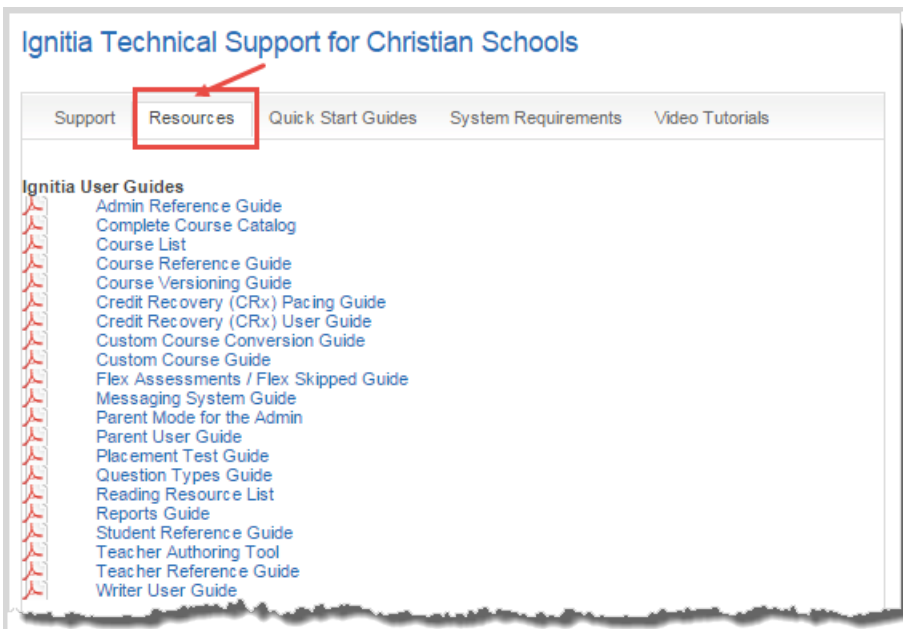 Ignitia Technical Support for Christian Schools
Support Resources Quick Start Guides System Requirements Video Tutorials
Ignitia User Guides
Admin Reference Guide
Complete Course Catalog
Course List
Course Reference Guide
Course Versioning Guide
Credit Recovery (CRx) Pacing Guide
Credit Recovery (CRx) User Guide
Custom Course Conversion Guide
Custom Course Guide
Flex Assessments / Flex Skipped Guide
Messaging System Guide
Parent Mode for the Admin
Parent User Guide
Placement Test Guide
Question Types Guide
Reading Resource List
Reports Guide
Student Reference Guide
Teacher Authoring Tool
Teacher Reference Guide
Writer User Guide